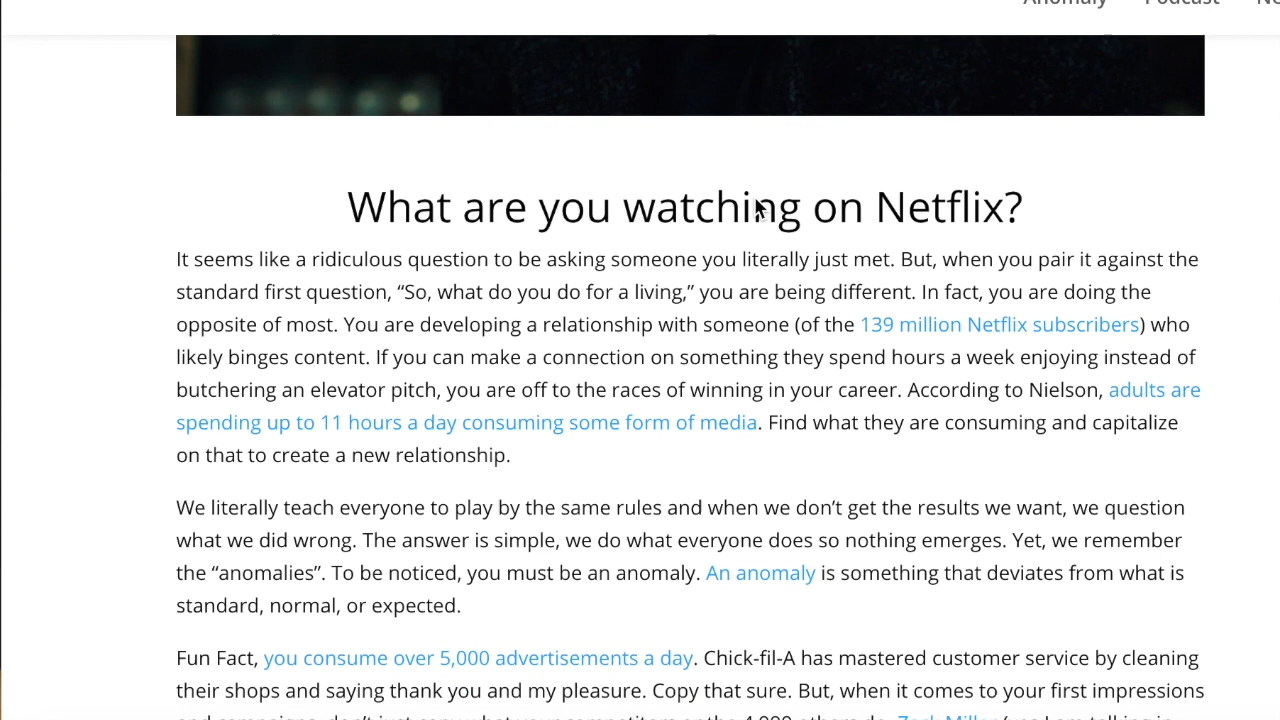 Anomaly Podcast
What are you watching on Netflix?
It seems like a ridiculous question to be asking someone you literally just met. But, when you pair it against the
standard first question, “So, what do you do for a living,” you are being different. In fact, you are doing the
opposite of most. You are developing a relationship with someone (of the 139 million Netflix subscribers) who
likely binges content. If you can make a connection on something they spend hours a week enjoying instead of
butchering an elevator pitch, you are off to the races of winning in your career. According to Nielson, adults are
spending up to 11 hours a day consuming some form of media. Find what they are consuming and capitalize
on that to create a new relationship.
We literally teach everyone to play by the same rules and when we don’t get the results we want, we question
what we did wrong. The answer is simple, we do what everyone does so nothing emerges. Yet, we remember
the “anomalies”. To be noticed, you must be an anomaly. An anomaly is something that deviates from what is
standard, normal, or expected.
Fun Fact, you consume over 5,000 advertisements a day. Chick-fil-A has mastered customer service by cleaning
their shops and saying thank you and my pleasure. Copy that sure. But, when it comes to your first impressions